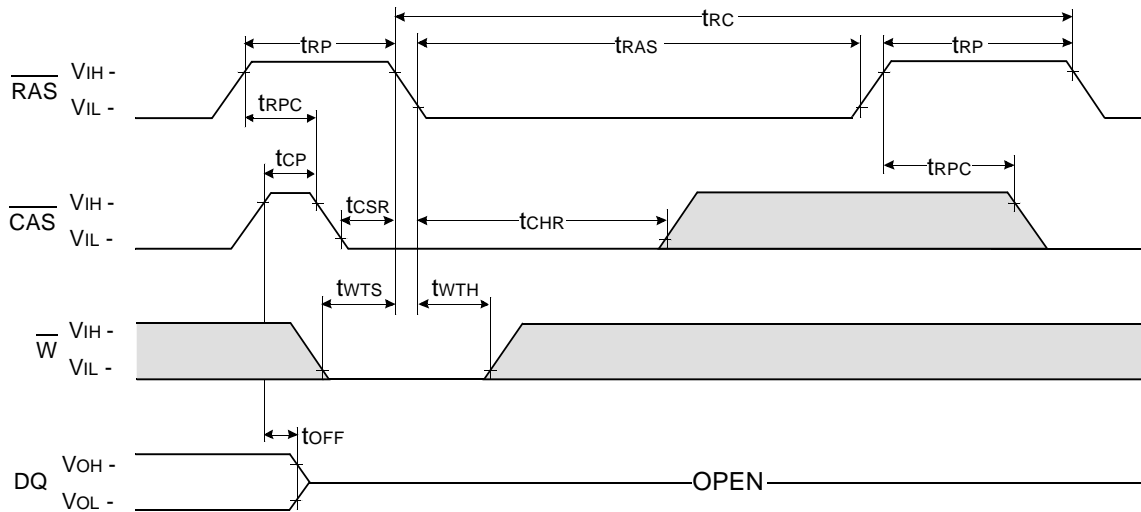 tRC
tRP
tRAS
tRP
RAS
VIH -
VIL -
tRPC
tCP
tRPC
CAS
VIH -
VIL -
tCSR
tCHR
tWTS
tWTH
W
VIH -
VIL -
tOFF
DQ
VOH -
VOL -
OPEN